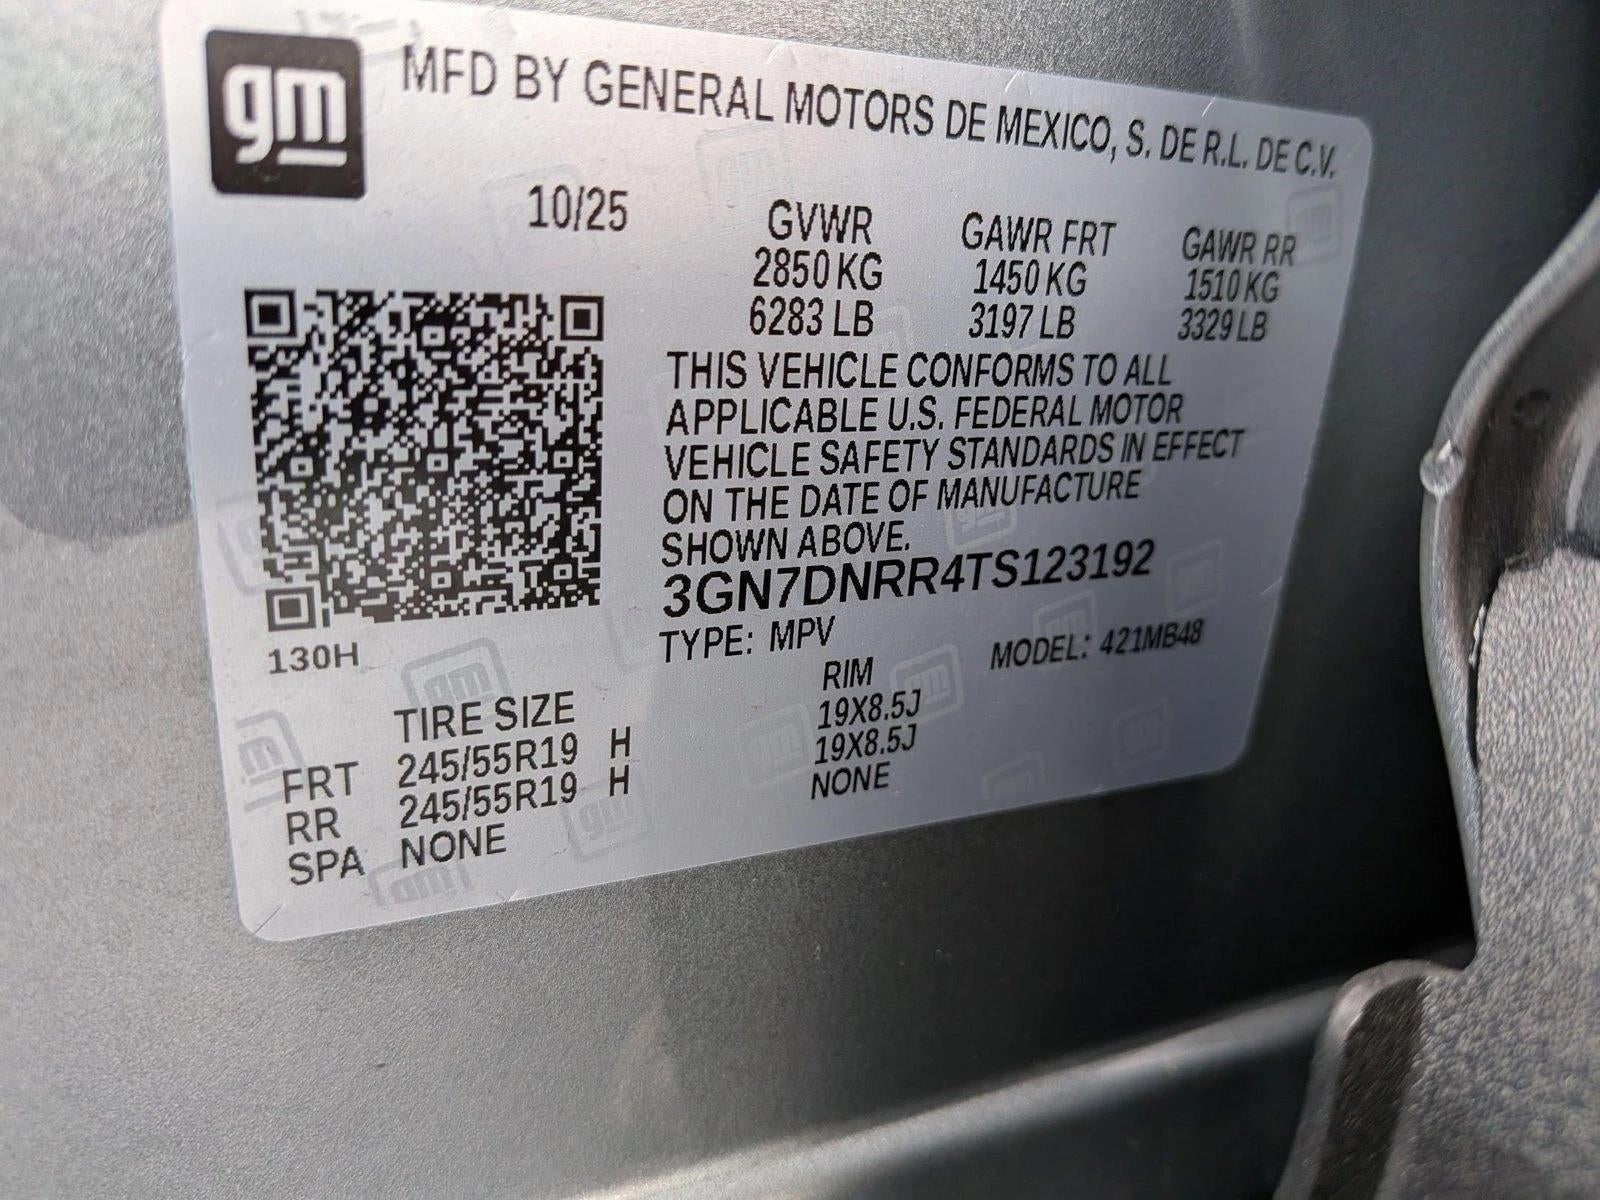 gm
MFD BY GENERAL MOTORS DE MEXICO, S. DE R.L. DE C.V.
10/25
GVWR GAWR FRT GAWR RR
2850 KG 1450 KG 1510 KG
6283 LB 3197 LB 3329 LB
THIS VEHICLE CONFORMS TO ALL
APPLICABLE U.S. FEDERAL MOTOR
VEHICLE SAFETY STANDARDS IN EFFECT
ON THE DATE OF MANUFACTURE
SHOWN ABOVE.
3GN7DNRR4TS123192
130H
TYPE: MPV MODEL: 421MB48
TIRE SIZE RIM
FRT 245/55R19 H 19X8.5J
RR 245/55R19 H 19X8.5J
SPA NONE NONE